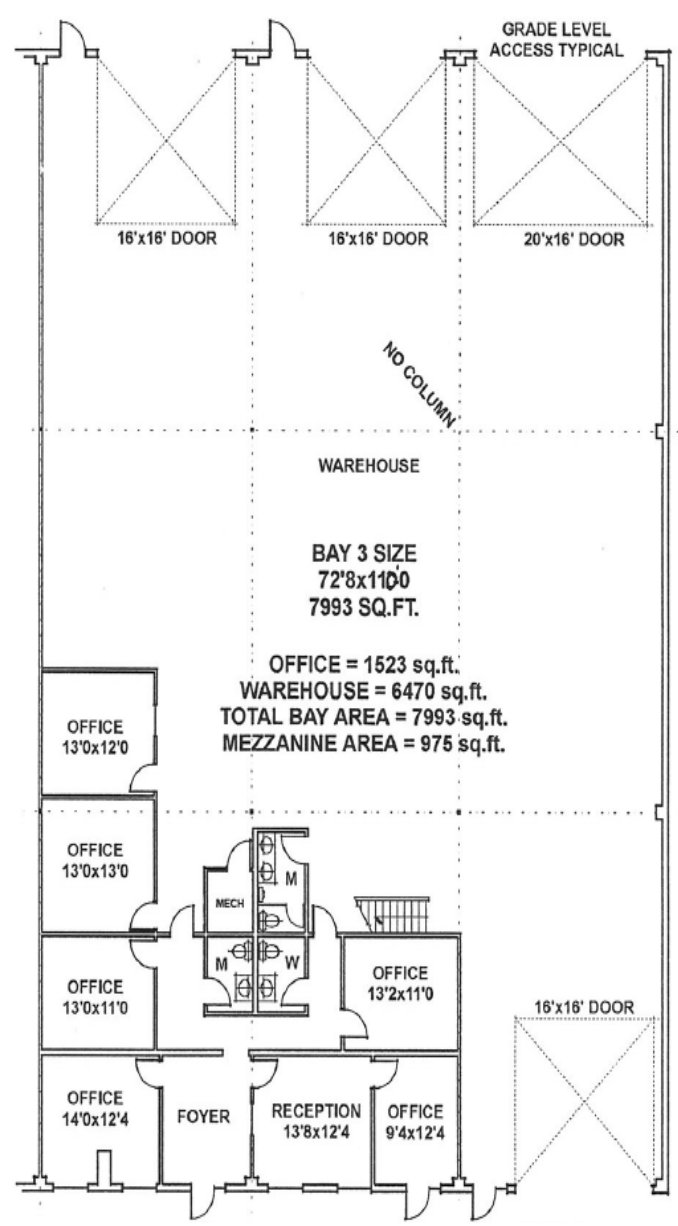 GRADE LEVEL
ACCESS TYPICAL
16'x16' DOOR
16'x16' DOOR
20'x16' DOOR
NO COLUMN
WAREHOUSE
BAY 3 SIZE
72'8x110'0
7993 SQ.FT.
OFFICE = 1523 sq.ft.
WAREHOUSE = 6470 sq.ft.
TOTAL BAY AREA = 7993 sq.ft.
MEZZANINE AREA = 975 sq.ft.
OFFICE
13'0x12'0
OFFICE
13'0x13'0
MECH
M
OFFICE
13'0x11'0
M
W
OFFICE
13'2x11'0
16'x16' DOOR
OFFICE
14'0x12'4
FOYER
RECEPTION
13'8x12'4
OFFICE
9'4x12'4